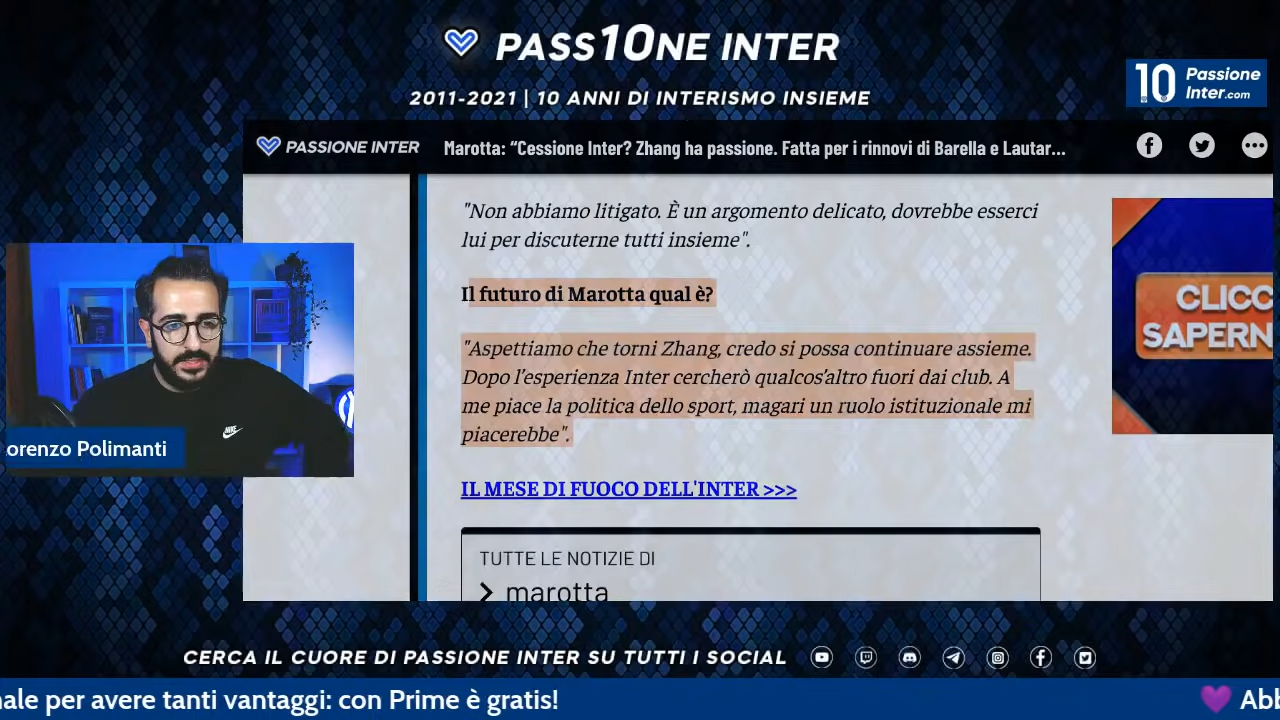 PASS10NE INTER
2011-2021 | 10 ANNI DI INTERISMO INSIEME
10 Passione
Inter.com
PASSIONE INTER
Marotta: “Cessione Inter? Zhang ha passione. Fatta per i rinnovi di Barella e Lautar...
"Non abbiamo litigato. È un argomento delicato, dovrebbe esserci
lui per discuterne tutti insieme".
Il futuro di Marotta qual è?
"Aspettiamo che torni Zhang, credo si possa continuare assieme.
Dopo l’esperienza Inter cercherò qualcos’altro fuori dai club. A
me piace la politica dello sport, magari un ruolo istituzionale mi
piacerebbe".
IL MESE DI FUOCO DELL'INTER >>>
TUTTE LE NOTIZIE DI
marotta
CLICC
SAPERN
orenzo Polimanti
CERCA IL CUORE DI PASSIONE INTER SU TUTTI I SOCIAL
nale per avere tanti vantaggi: con Prime è gratis!
Abb